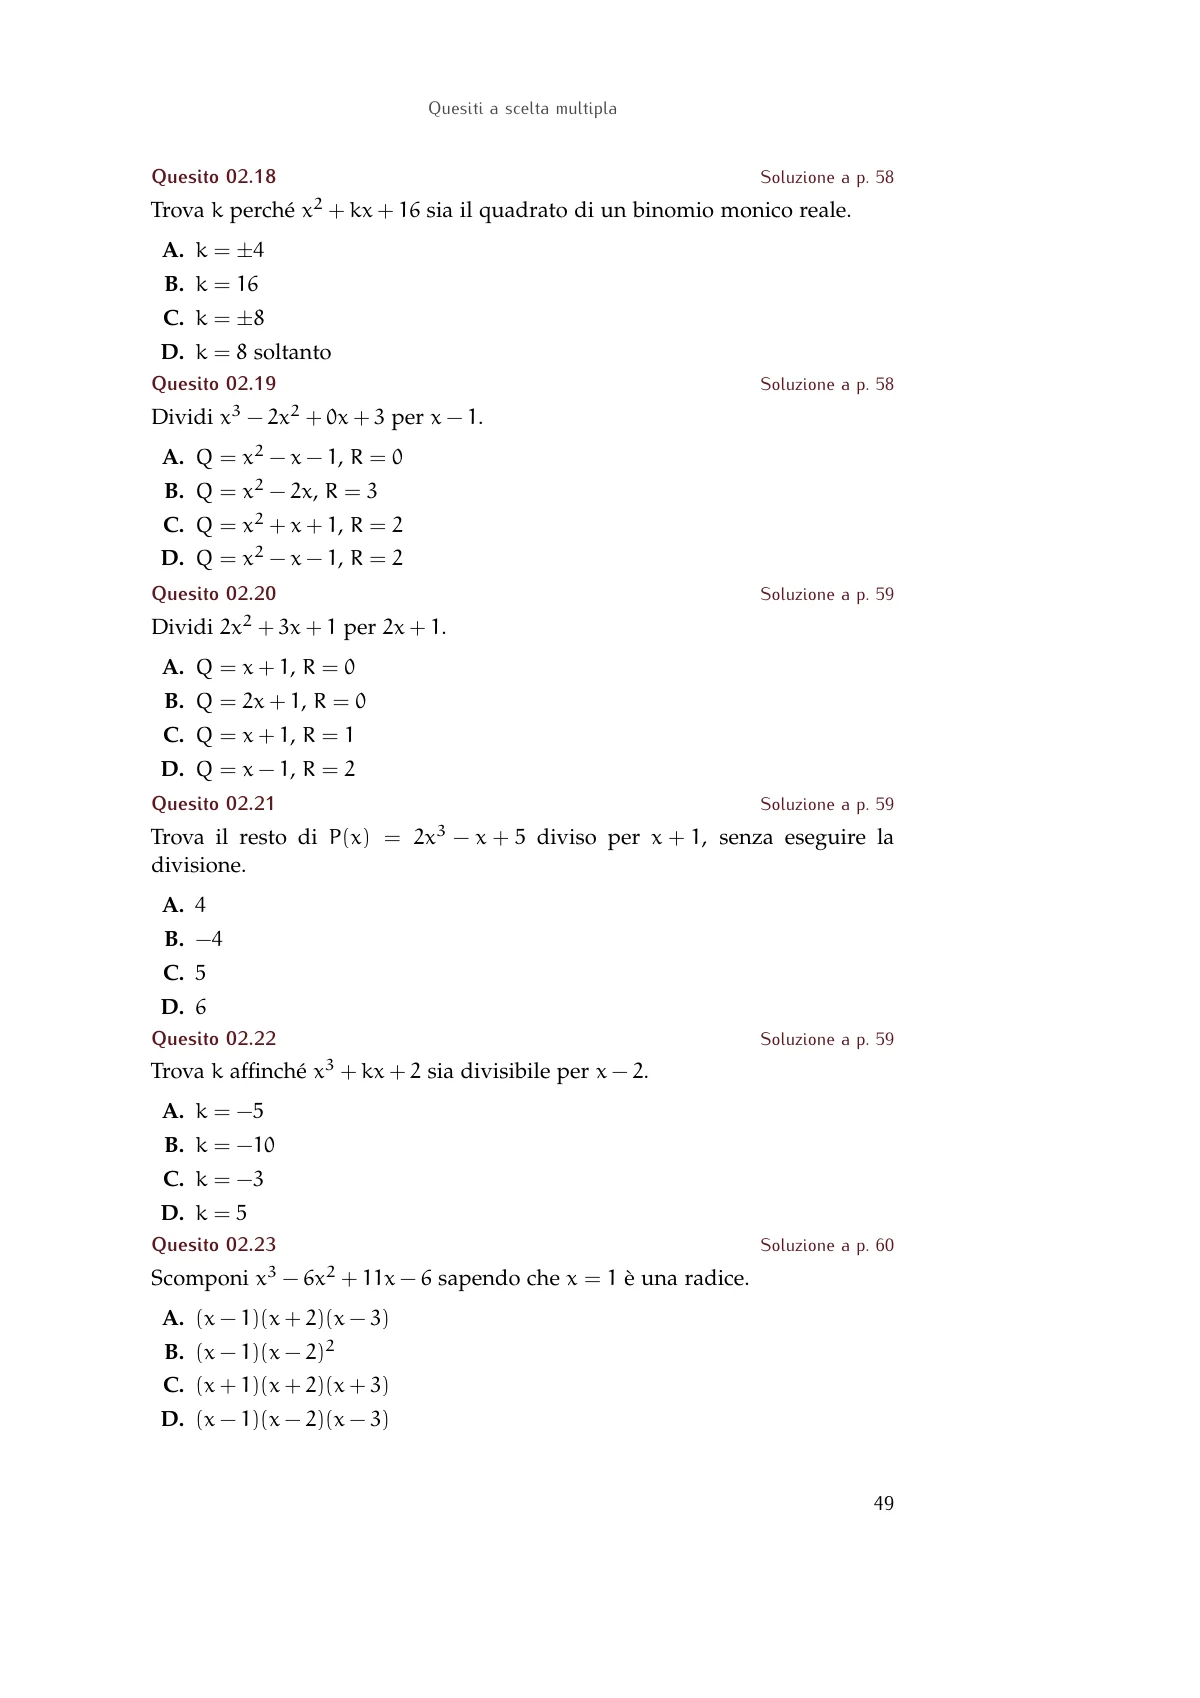 Quesiti a scelta multipla
Quesito 02.18 Soluzione a p. 58
Trova k perché x² + kx + 16 sia il quadrato di un binomio monico reale.
A. k = ±4
B. k = 16
C. k = ±8
D. k = 8 soltanto
Quesito 02.19 Soluzione a p. 58
Dividi x³ − 2x² + 0x + 3 per x − 1.
A. Q = x² − x − 1, R = 0
B. Q = x² − 2x, R = 3
C. Q = x² + x + 1, R = 2
D. Q = x² − x − 1, R = 2
Quesito 02.20 Soluzione a p. 59
Dividi 2x² + 3x + 1 per 2x + 1.
A. Q = x + 1, R = 0
B. Q = 2x + 1, R = 0
C. Q = x + 1, R = 1
D. Q = x − 1, R = 2
Quesito 02.21 Soluzione a p. 59
Trova il resto di P(x) = 2x³ − x + 5 diviso per x + 1, senza eseguire la
divisione.
A. 4
B. −4
C. 5
D. 6
Quesito 02.22 Soluzione a p. 59
Trova k affinché x³ + kx + 2 sia divisibile per x − 2.
A. k = −5
B. k = −10
C. k = −3
D. k = 5
Quesito 02.23 Soluzione a p. 60
Scomponi x³ − 6x² + 11x − 6 sapendo che x = 1 è una radice.
A. (x − 1)(x + 2)(x − 3)
B. (x − 1)(x − 2)²
C. (x + 1)(x + 2)(x + 3)
D. (x − 1)(x − 2)(x − 3)
49